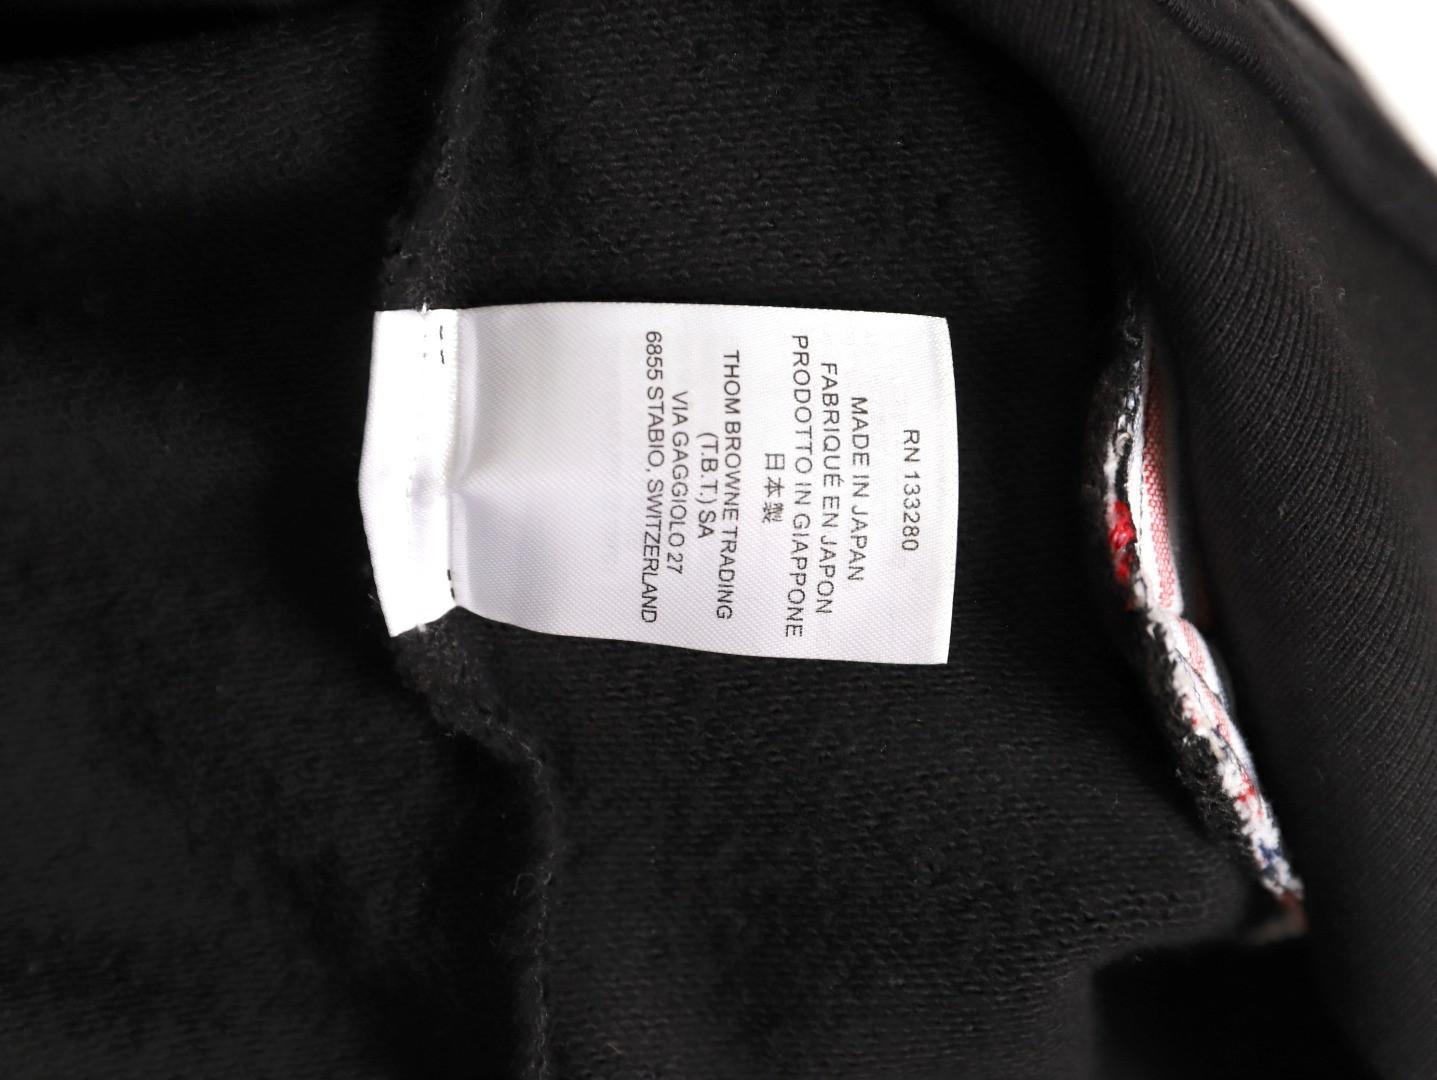 RN 133280
MADE IN JAPAN
FABRIQUÉ EN JAPON
PRODOTTO IN GIAPPONE
日本製
THOM BROWNE TRADING
(T.B.T.) SA
VIA GAGGIOLO 27
6855 STABIO, SWITZERLAND